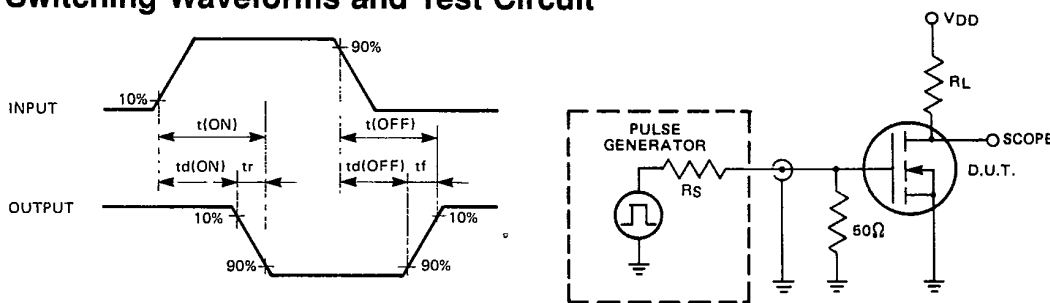 Switching Waveforms and Test Circuit
INPUT
10%
90%
t(ON)
t(OFF)
td(ON)
tr
td(OFF)
tf
OUTPUT
10%
90%
90%
10%
PULSE
GENERATOR
RS
50Ω
VDD
RL
SCOPE
D.U.T.